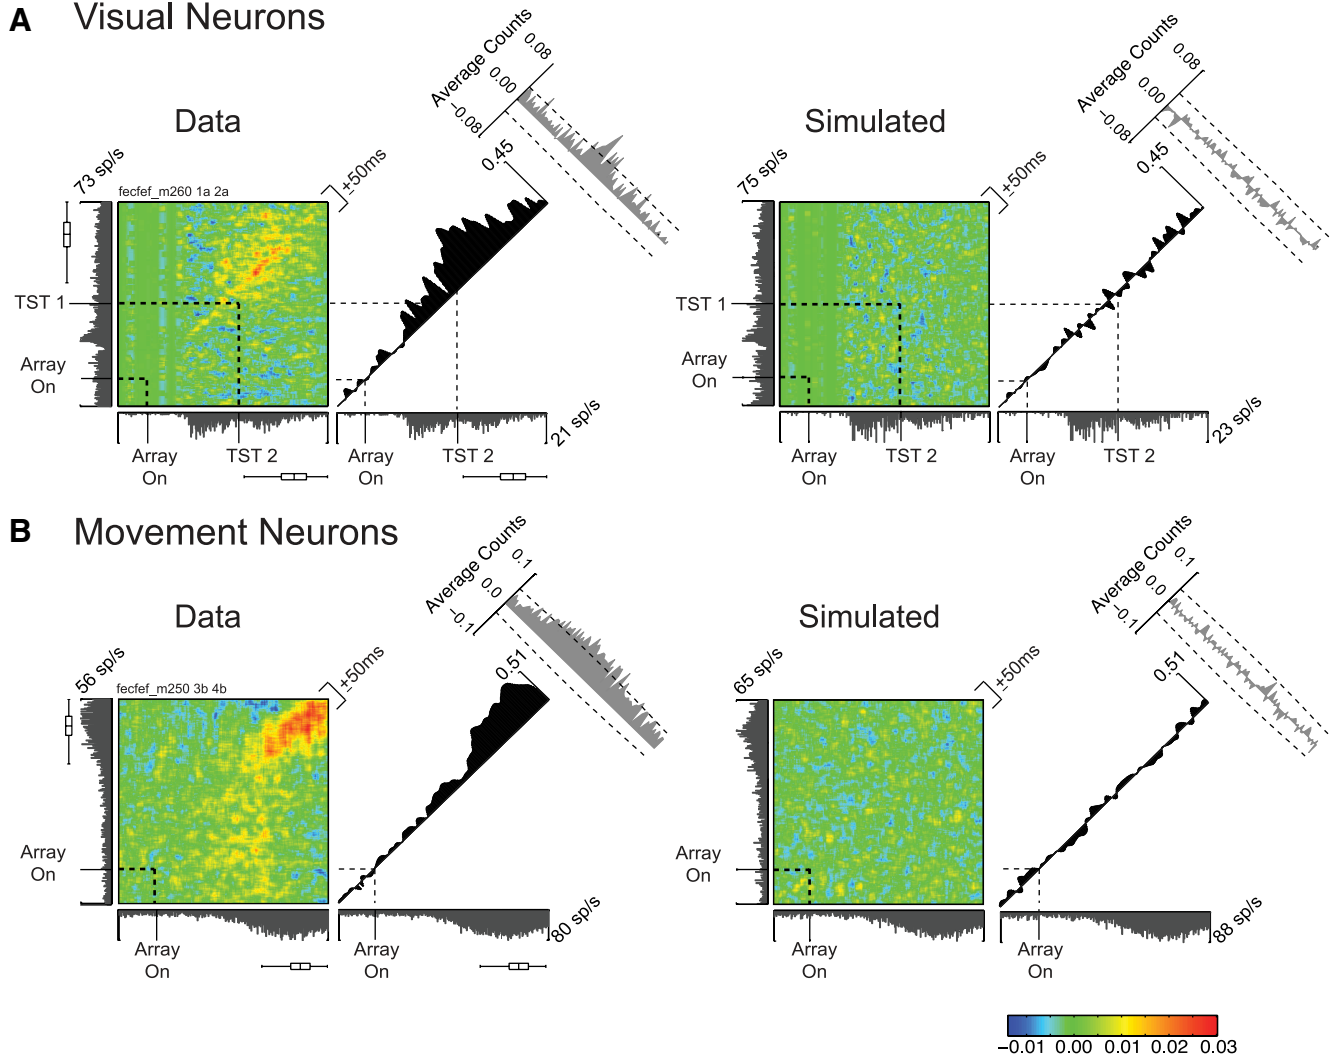 A Visual Neurons
Data
73 sp/s
fecfef_m260 1a 2a
+50ms
Average Counts
0.08
0.00
−0.08
0.45
TST 1
Array
On
Array
On
TST 2
Array
On
TST 2
21 sp/s
Simulated
75 sp/s
+50ms
Average Counts
0.08
0.00
−0.08
0.45
TST 1
Array
On
Array
On
TST 2
Array
On
TST 2
23 sp/s
B Movement Neurons
Data
56 sp/s
fecfef_m250 3b 4b
+50ms
Average Counts
0.1
0.0
−0.1
0.51
Array
On
Array
On
Array
On
80 sp/s
Simulated
65 sp/s
+50ms
Average Counts
0.1
0.0
−0.1
0.51
Array
On
Array
On
Array
On
88 sp/s
−0.01 0.00 0.01 0.02 0.03